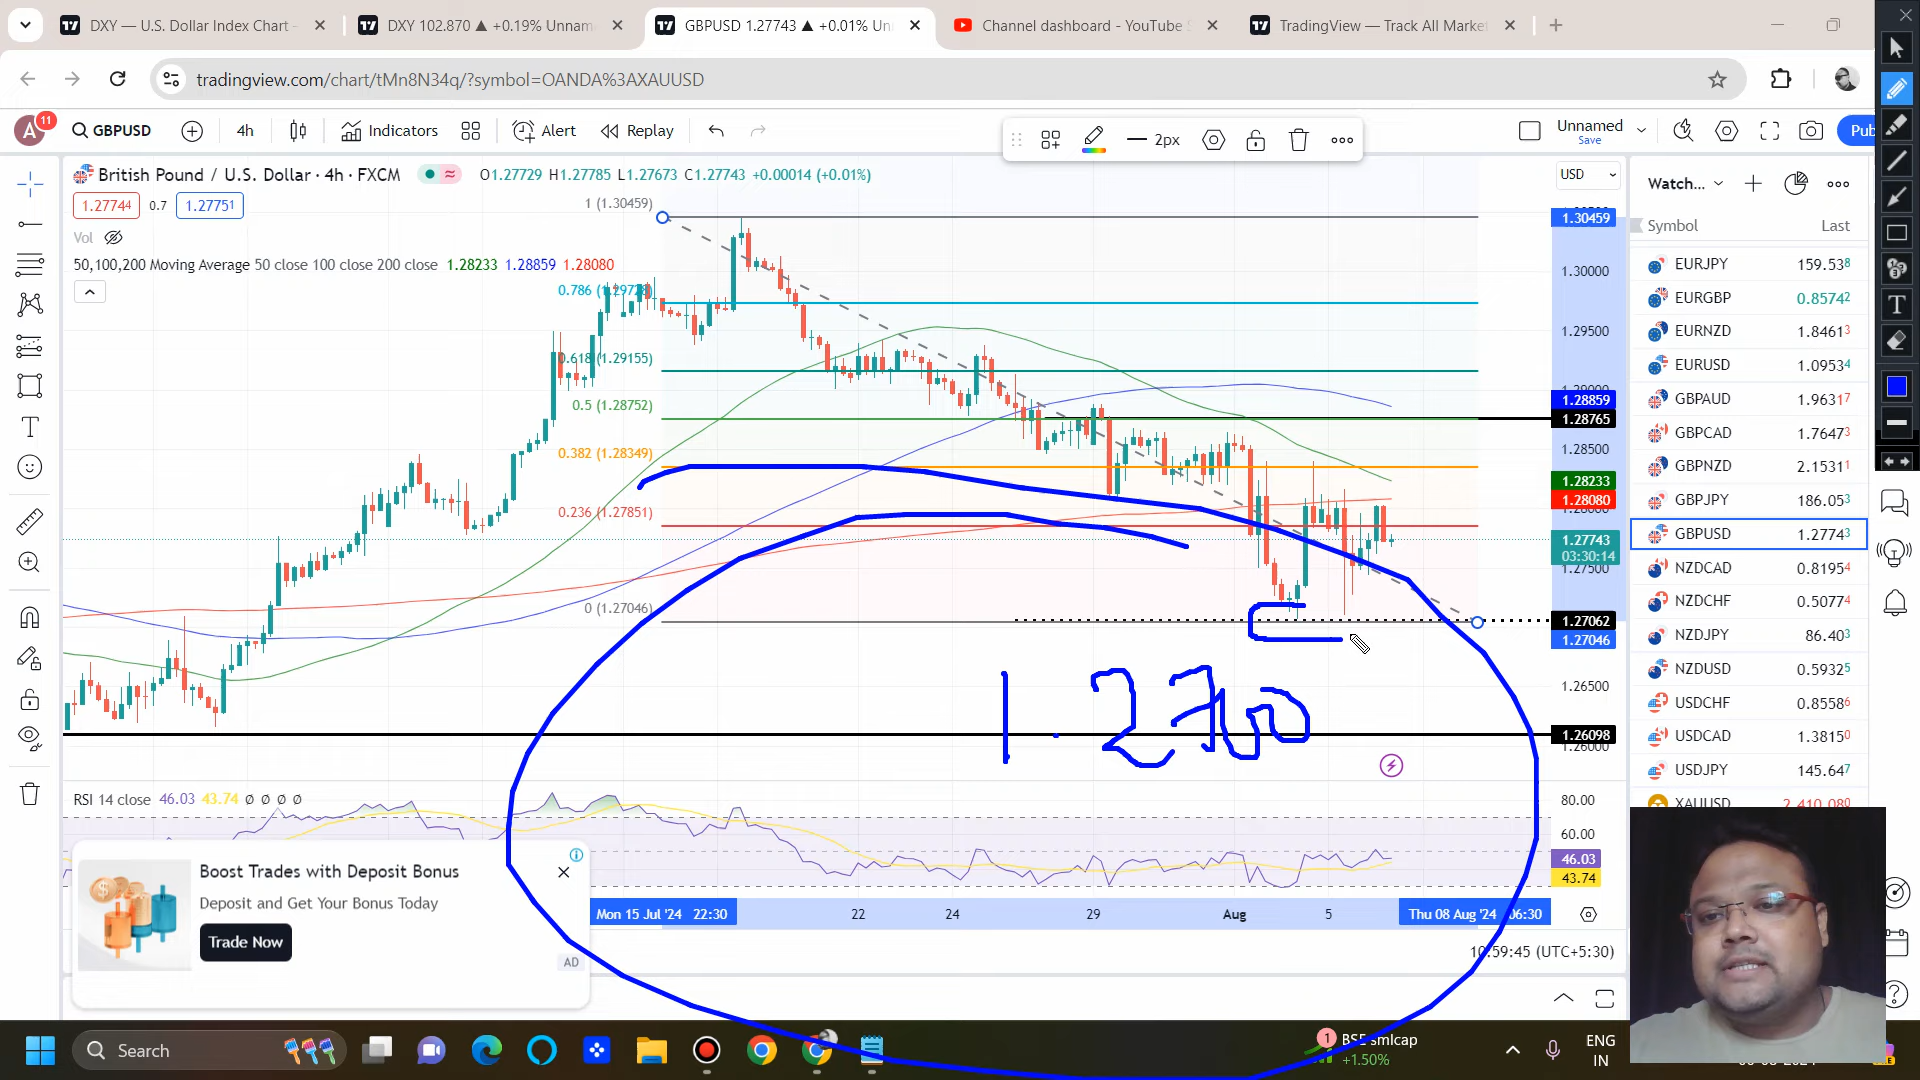 DXY — U.S. Dollar Index Chart -
DXY 102.870 ▲ +0.19% Unnam
GBPUSD 1.27743 ▲ +0.01% Un
Channel dashboard - YouTube S
TradingView — Track All Market
tradingview.com/chart/tMn8N34q/?symbol=OANDA%3AXAUUSD
A 11 GBPUSD 4h Indicators Alert Replay 2px Unnamed Save Pub
British Pound / U.S. Dollar · 4h · FXCM O1.27729 H1.27785 L1.27673 C1.27743 +0.00014 (+0.01%)
1.27744 0.7 1.27751
Vol
50,100,200 Moving Average 50 close 100 close 200 close 1.28233 1.28859 1.28080
1 (1.30459)
0.786 (1.29728)
0.618 (1.29155)
0.5 (1.28752)
0.382 (1.28349)
0.236 (1.27851)
0 (1.27046)
1.2700
USD
1.30459
1.30000
1.29500
1.29000
1.28859
1.28765
1.28500
1.28233
1.28080
1.28000
1.27743
03:30:14
1.27500
1.27062
1.27046
1.26500
1.26098
1.26000
RSI 14 close 46.03 43.74 Ø Ø Ø Ø
80.00
60.00
46.03
43.74
Mon 15 Jul '24 22:30 22 24 29 Aug 5 Thu 08 Aug '24 06:30
10:59:45 (UTC+5:30)
Boost Trades with Deposit Bonus
Deposit and Get Your Bonus Today
Trade Now
AD
Watch...
Symbol Last
EURJPY 159.538
EURGBP 0.85742
EURNZD 1.84613
EURUSD 1.09534
GBPAUD 1.96317
GBPCAD 1.76473
GBPNZD 2.15311
GBPJPY 186.053
GBPUSD 1.27743
NZDCAD 0.81954
NZDCHF 0.50774
NZDJPY 86.403
NZDUSD 0.59325
USDCHF 0.85586
USDCAD 1.38150
USDJPY 145.647
XAUUSD 2,410.080
Search
1
BSE smlcap
+1.50%
ENG
IN